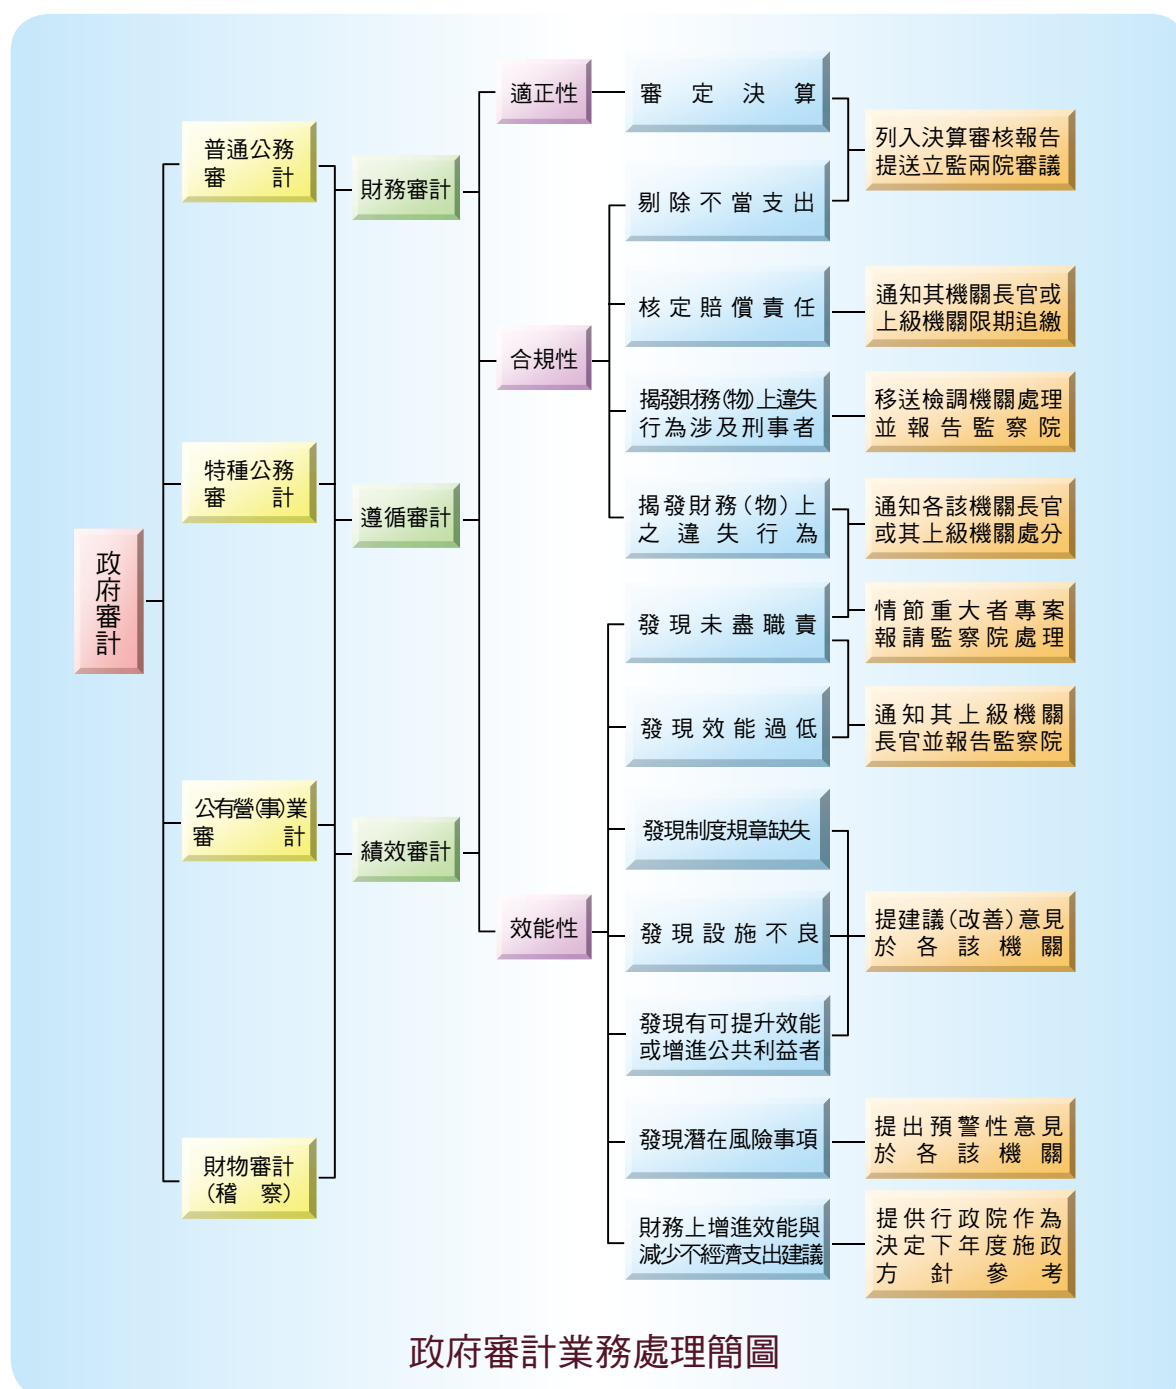 政府審計
普通公務
審計
特種公務
審計
公有營(事)業
審計
財物審計
(稽察)
財務審計
遵循審計
績效審計
適正性
合規性
效能性
審定決算
剔除不當支出
核定賠償責任
揭發財務(物)上違失
行為涉及刑事者
揭發財務(物)上
之違失行為
發現未盡職責
發現效能過低
發現制度規章缺失
發現設施不良
發現有可提升效能
或增進公共利益者
發現潛在風險事項
財務上增進效能與
減少不經濟支出建議
列入決算審核報告
提送立監兩院審議
通知其機關長官或
上級機關限期追繳
移送檢調機關處理
並報告監察院
通知各該機關長官
或其上級機關處分
情節重大者專案
報請監察院處理
通知其上級機關
長官並報告監察院
提建議(改善)意見
於各該機關
提出預警性意見
於各該機關
提供行政院作為
決定下年度施政
方針參考
政府審計業務處理簡圖